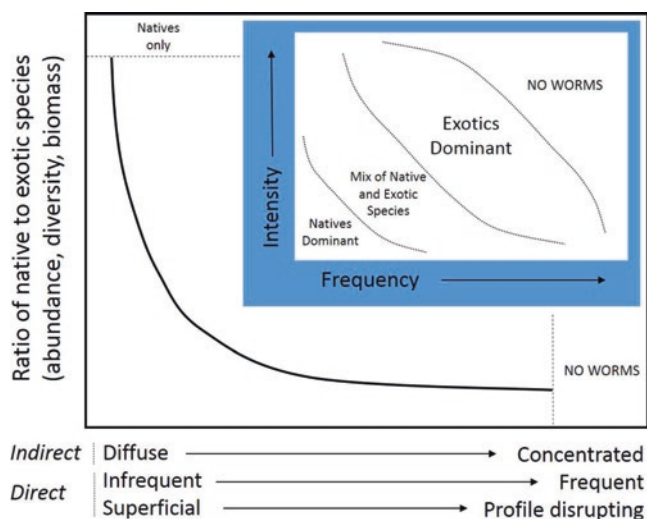 Natives
only
Ratio of native to exotic species
(abundance, diversity, biomass)
Intensity
NO WORMS
Exotics
Dominant
Mix of Native
and Exotic
Species
Natives
Dominant
Frequency
NO WORMS
Indirect Diffuse Concentrated
Direct Infrequent Frequent
Superficial Profile disrupting